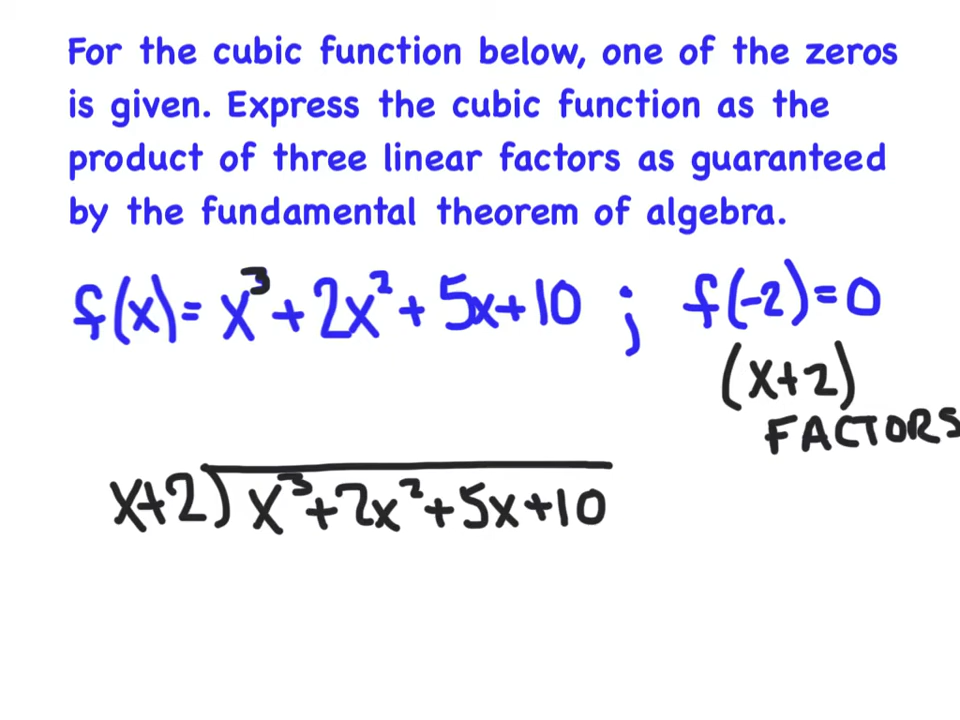 For the cubic function below, one of the zeros
is given. Express the cubic function as the
product of three linear factors as guaranteed
by the fundamental theorem of algebra.
f(x) = x³ + 2x² + 5x + 10 ; f(-2) = 0
(x+2)
FACTORS
x+2 ) x³ + 2x² + 5x + 10